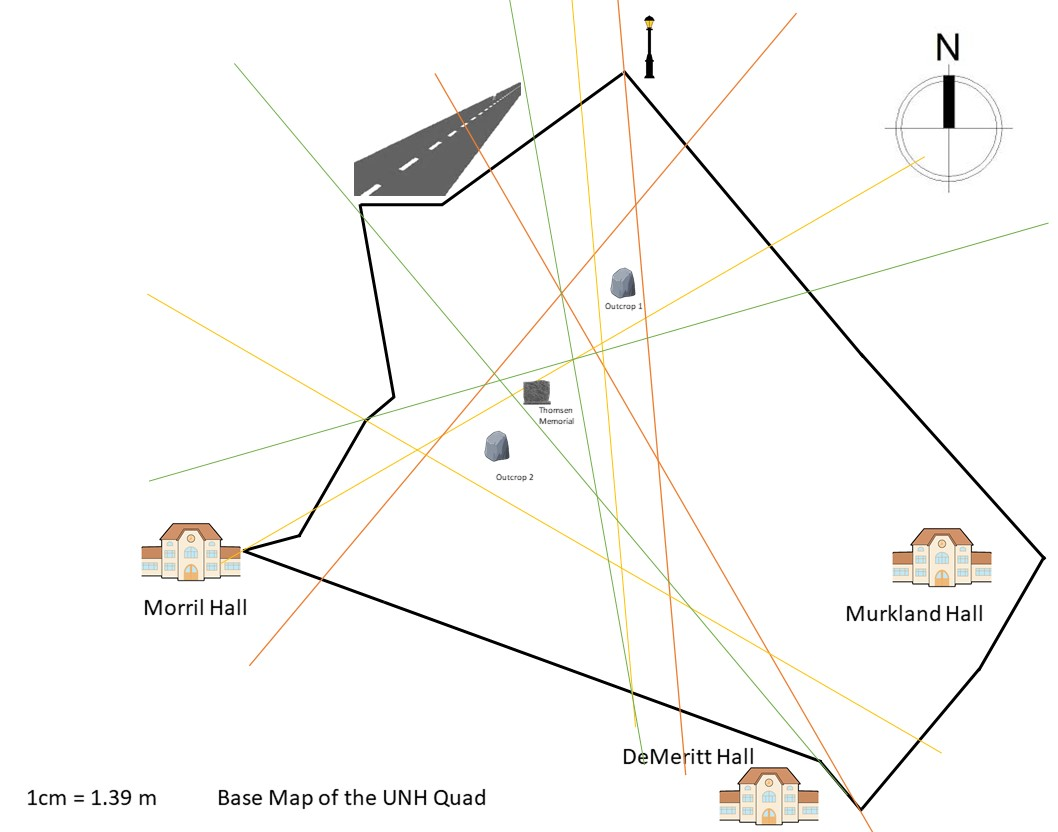 N
Outcrop 1
Thomsen
Memorial
Outcrop 2
Morril Hall
Murkland Hall
DeMeritt Hall
1cm = 1.39 m
Base Map of the UNH Quad